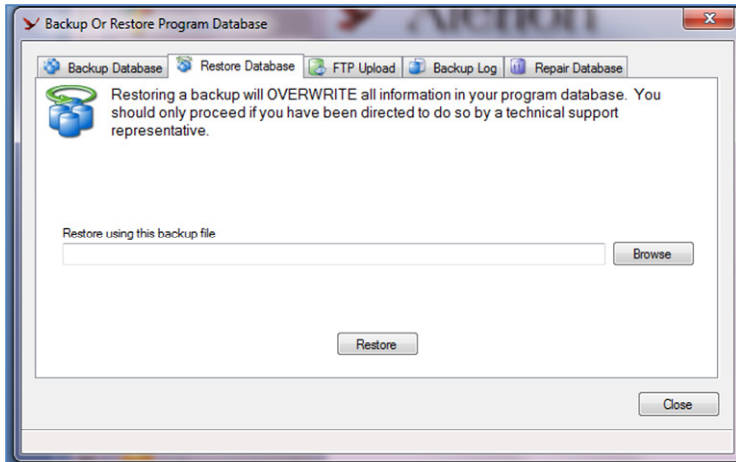 Backup Or Restore Program Database
Backup Database Restore Database FTP Upload Backup Log Repair Database
Restoring a backup will OVERWRITE all information in your program database. You
should only proceed if you have been directed to do so by a technical support
representative.
Restore using this backup file
Browse
Restore
Close